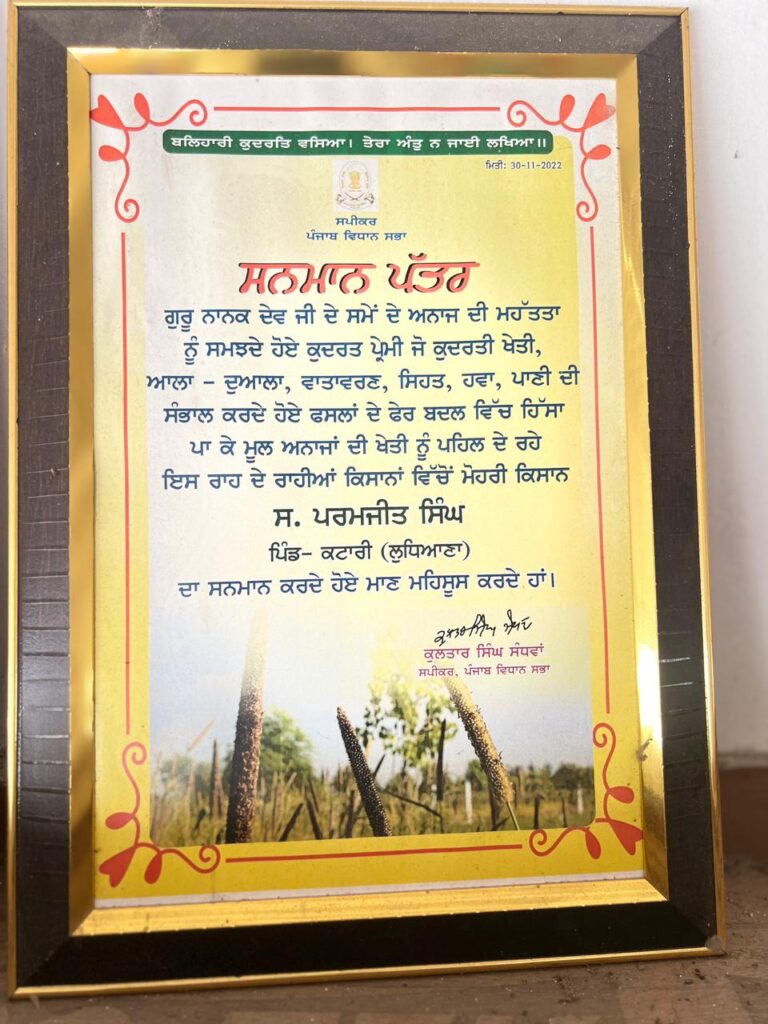 ਬਲਿਹਾਰੀ ਕੁਦਰਤਿ ਵਸਿਆ। ਤੇਰਾ ਅੰਤੁ ਨ ਜਾਈ ਲਖਿਆ॥
ਮਿਤੀ: 30-11-2022
ਸਪੀਕਰ
ਪੰਜਾਬ ਵਿਧਾਨ ਸਭਾ
ਸਨਮਾਨ ਪੱਤਰ
ਗੁਰੂ ਨਾਨਕ ਦੇਵ ਜੀ ਦੇ ਸਮੇਂ ਦੇ ਅਨਾਜ ਦੀ ਮਹੱਤਤਾ
ਨੂੰ ਸਮਝਦੇ ਹੋਏ ਕੁਦਰਤ ਪ੍ਰੇਮੀ ਜੋ ਕੁਦਰਤੀ ਖੇਤੀ,
ਆਲਾ - ਦੁਆਲਾ, ਵਾਤਾਵਰਣ, ਸਿਹਤ, ਹਵਾ, ਪਾਣੀ ਦੀ
ਸੰਭਾਲ ਕਰਦੇ ਹੋਏ ਫਸਲਾਂ ਦੇ ਫੇਰ ਬਦਲ ਵਿੱਚ ਹਿੱਸਾ
ਪਾ ਕੇ ਮੂਲ ਅਨਾਜਾਂ ਦੀ ਖੇਤੀ ਨੂੰ ਪਹਿਲ ਦੇ ਰਹੇ
ਇਸ ਰਾਹ ਦੇ ਰਾਹੀਆਂ ਕਿਸਾਨਾਂ ਵਿੱਚੋਂ ਮੋਹਰੀ ਕਿਸਾਨ
ਸ. ਪਰਮਜੀਤ ਸਿੰਘ
ਪਿੰਡ- ਕਟਾਰੀ (ਲੁਧਿਆਣਾ)
ਦਾ ਸਨਮਾਨ ਕਰਦੇ ਹੋਏ ਮਾਣ ਮਹਿਸੂਸ ਕਰਦੇ ਹਾਂ।
ਕੁਲਤਾਰ ਸਿੰਘ ਸੰਧਵਾਂ
ਸਪੀਕਰ, ਪੰਜਾਬ ਵਿਧਾਨ ਸਭਾ